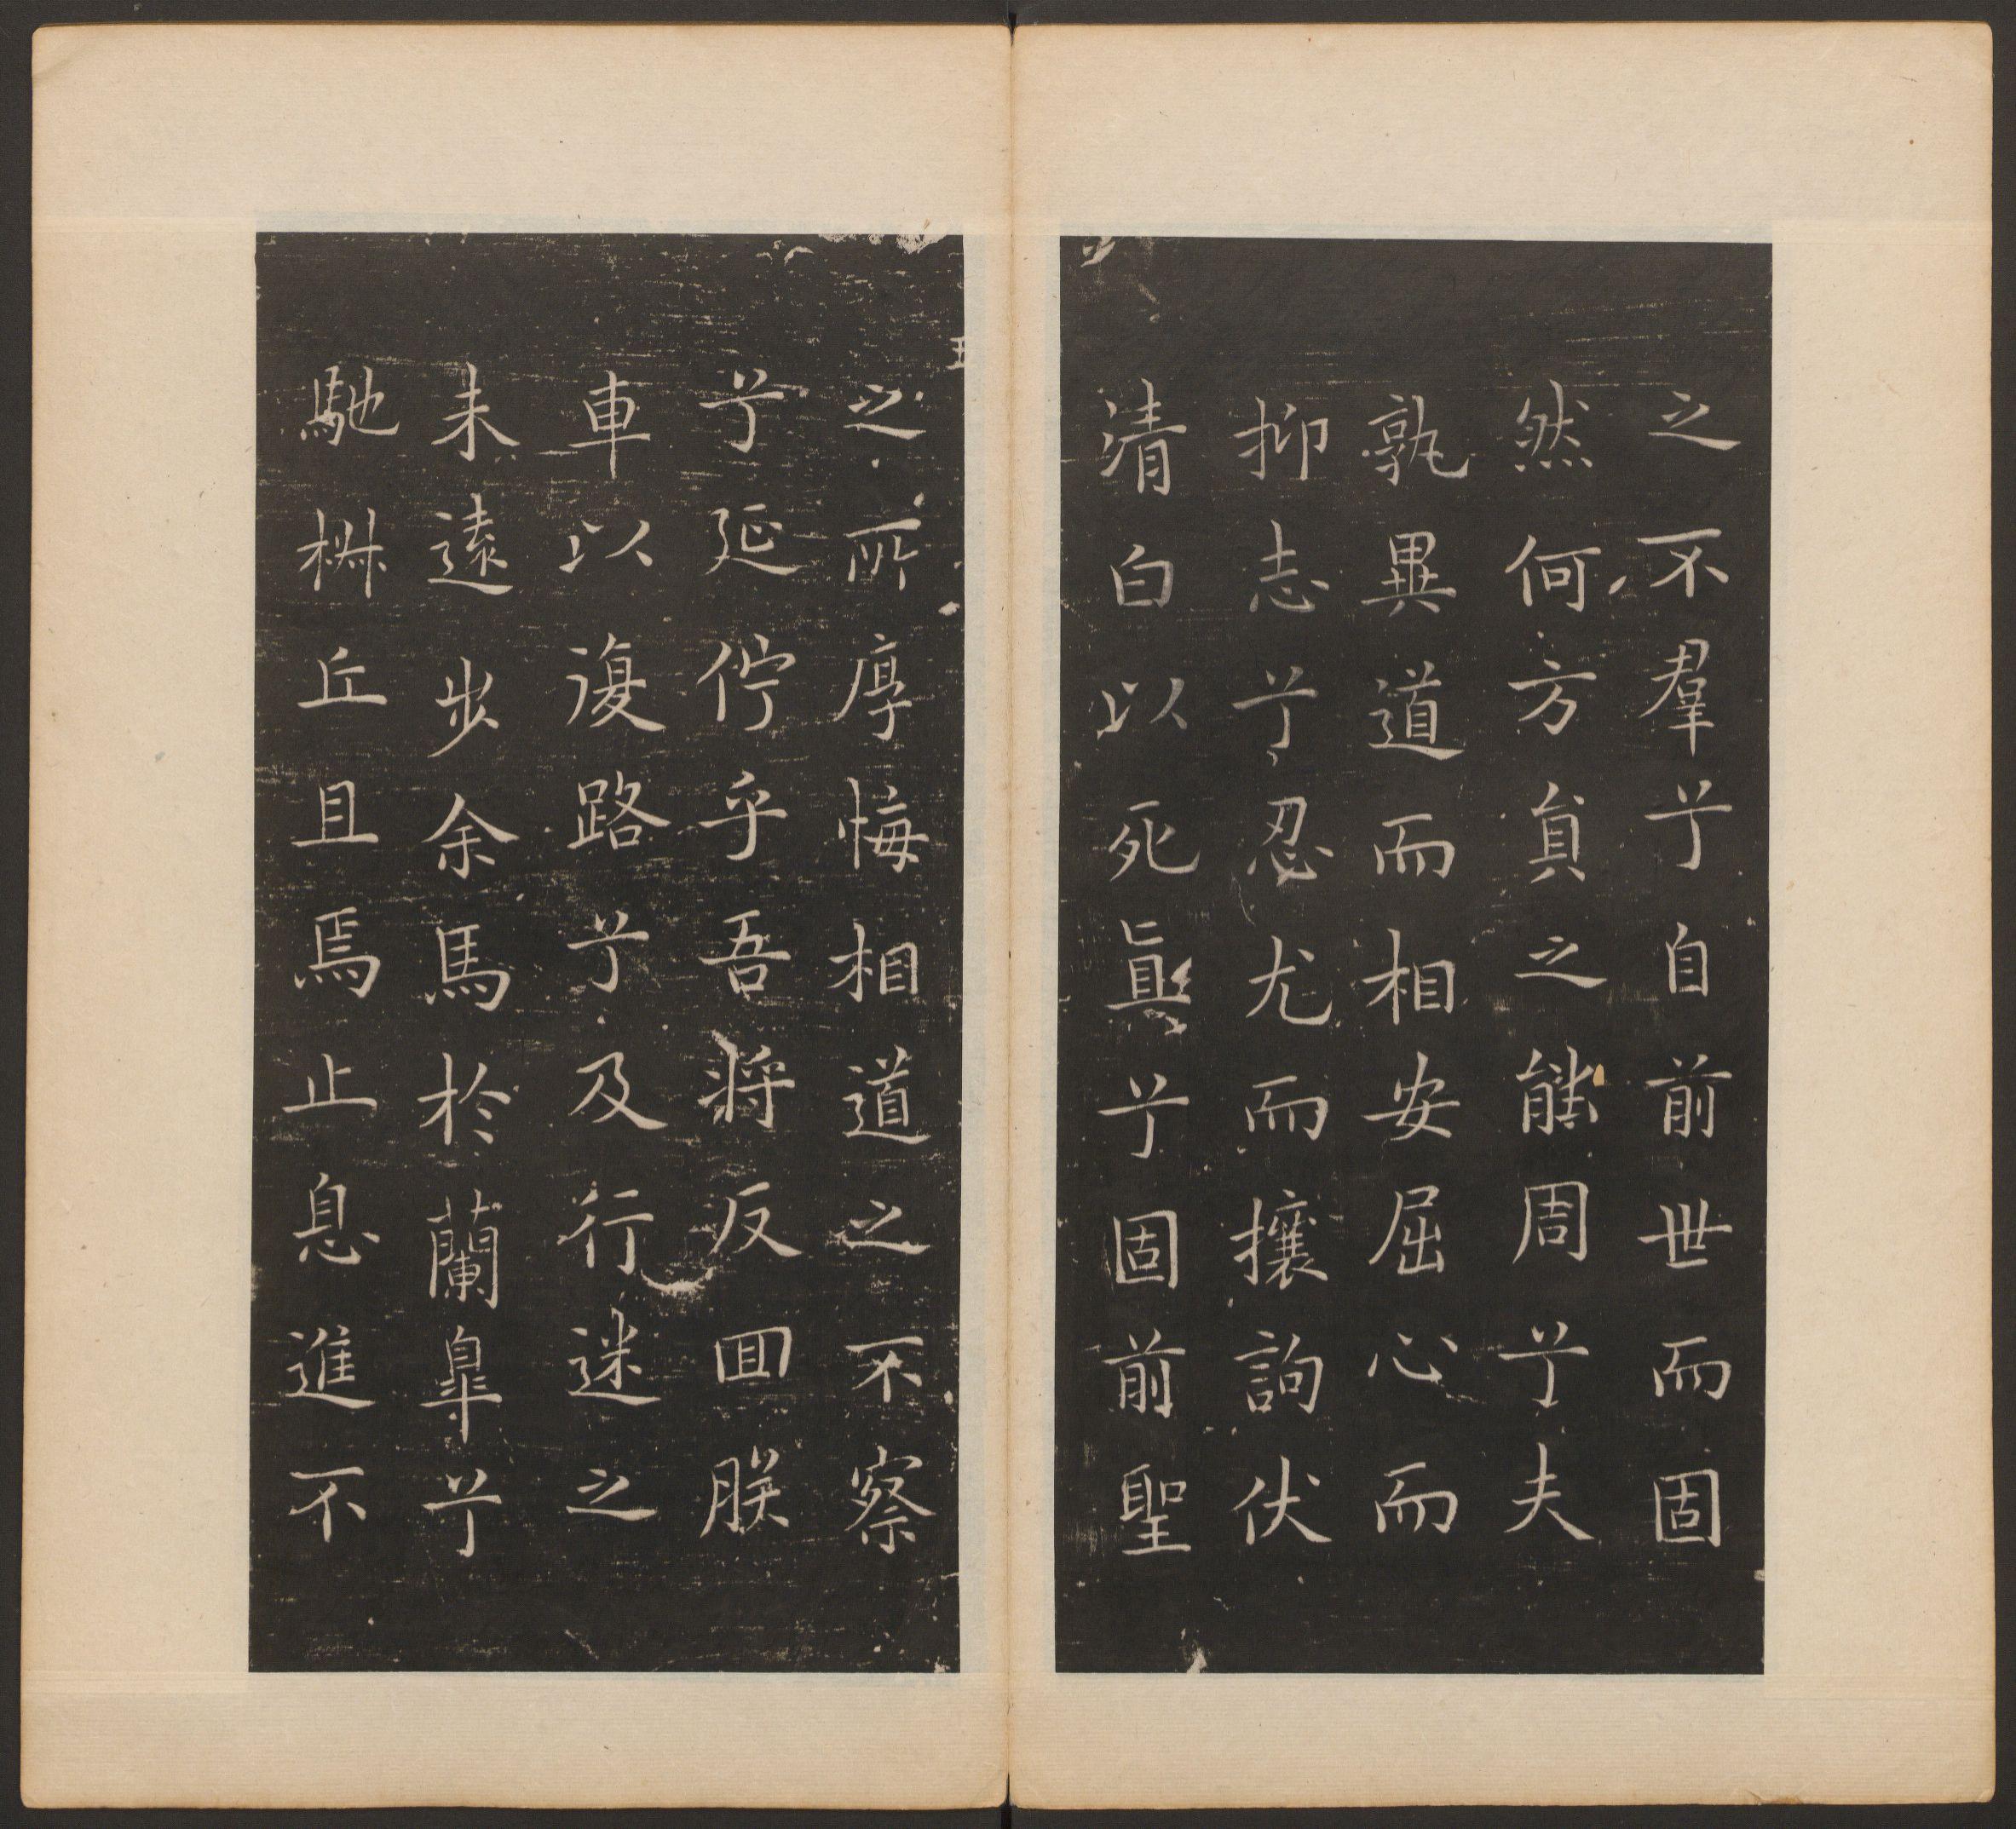 之不羣兮自前世而固
然何方員之能周兮夫
孰異道而相安屈心而
抑志兮忍尤而攘訽伏
清白以死直兮固前聖
之所厚悔相道之不察
兮延佇乎吾將反回朕
車以復路兮及行迷之
未遠步余馬於蘭皐兮
馳椒丘且焉止息進不